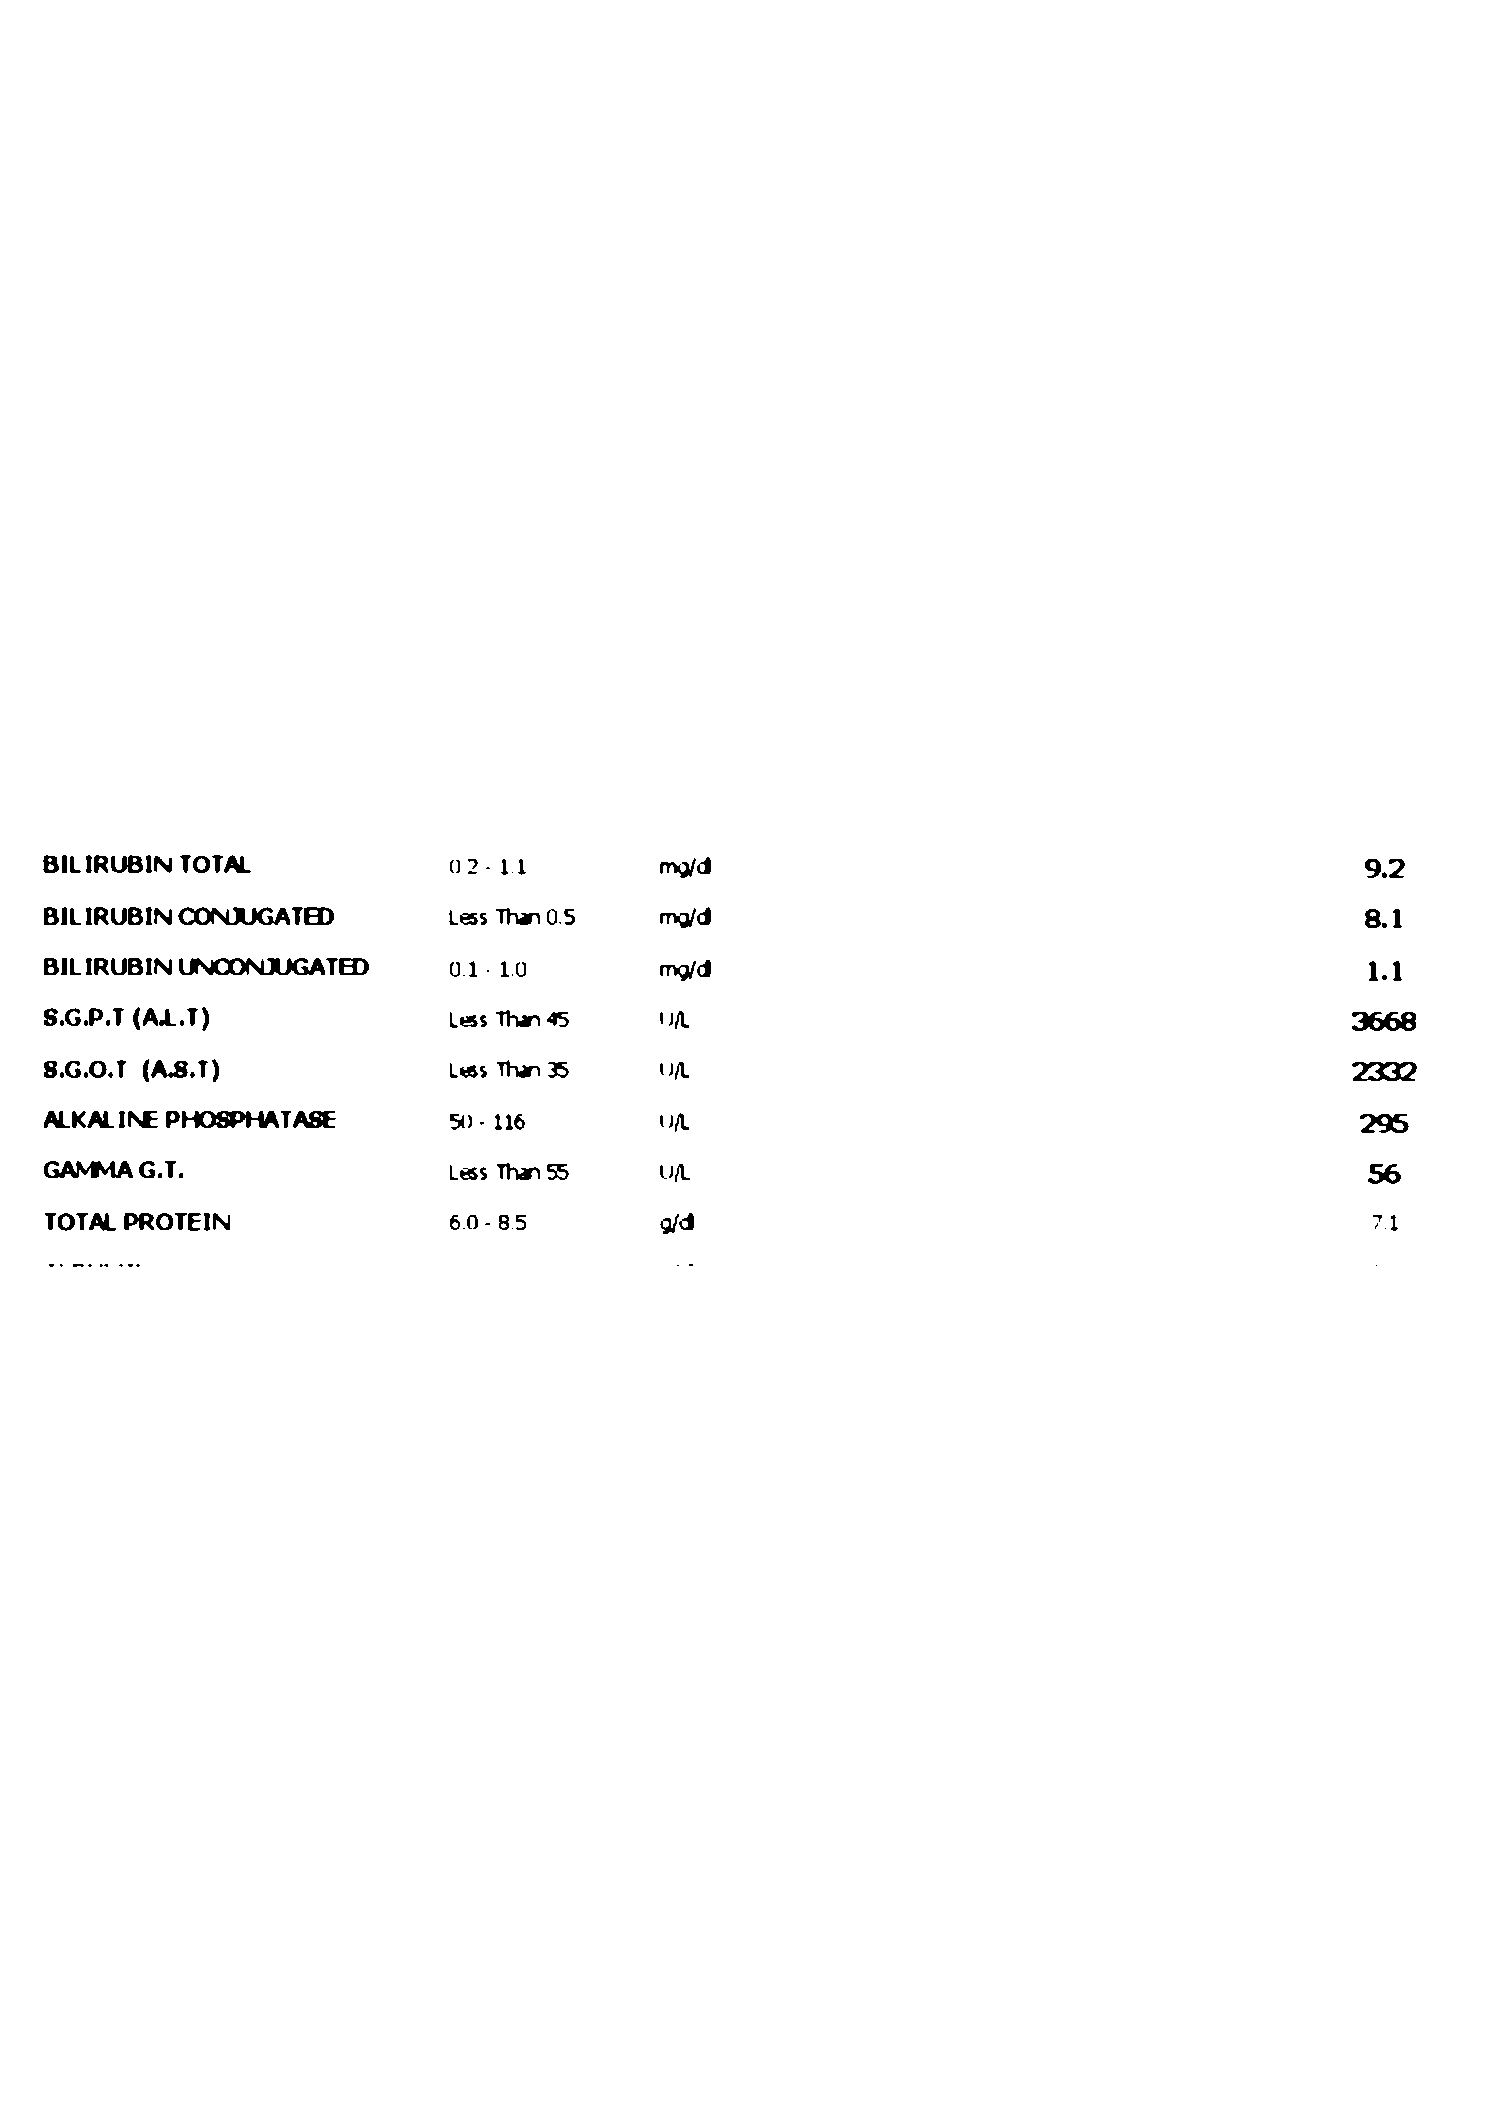 BILIRUBIN TOTAL 0.2 - 1.1 mg/dl 9.2
BILIRUBIN CONJUGATED Less Than 0.5 mg/dl 8.1
BILIRUBIN UNCONJUGATED 0.1 - 1.0 mg/dl 1.1
S.G.P.T (A.L.T) Less Than 45 U/L 3668
S.G.O.T (A.S.T) Less Than 35 U/L 2332
ALKALINE PHOSPHATASE 50 - 116 U/L 295
GAMMA G.T. Less Than 55 U/L 56
TOTAL PROTEIN 6.0 - 8.5 g/dl 7.1